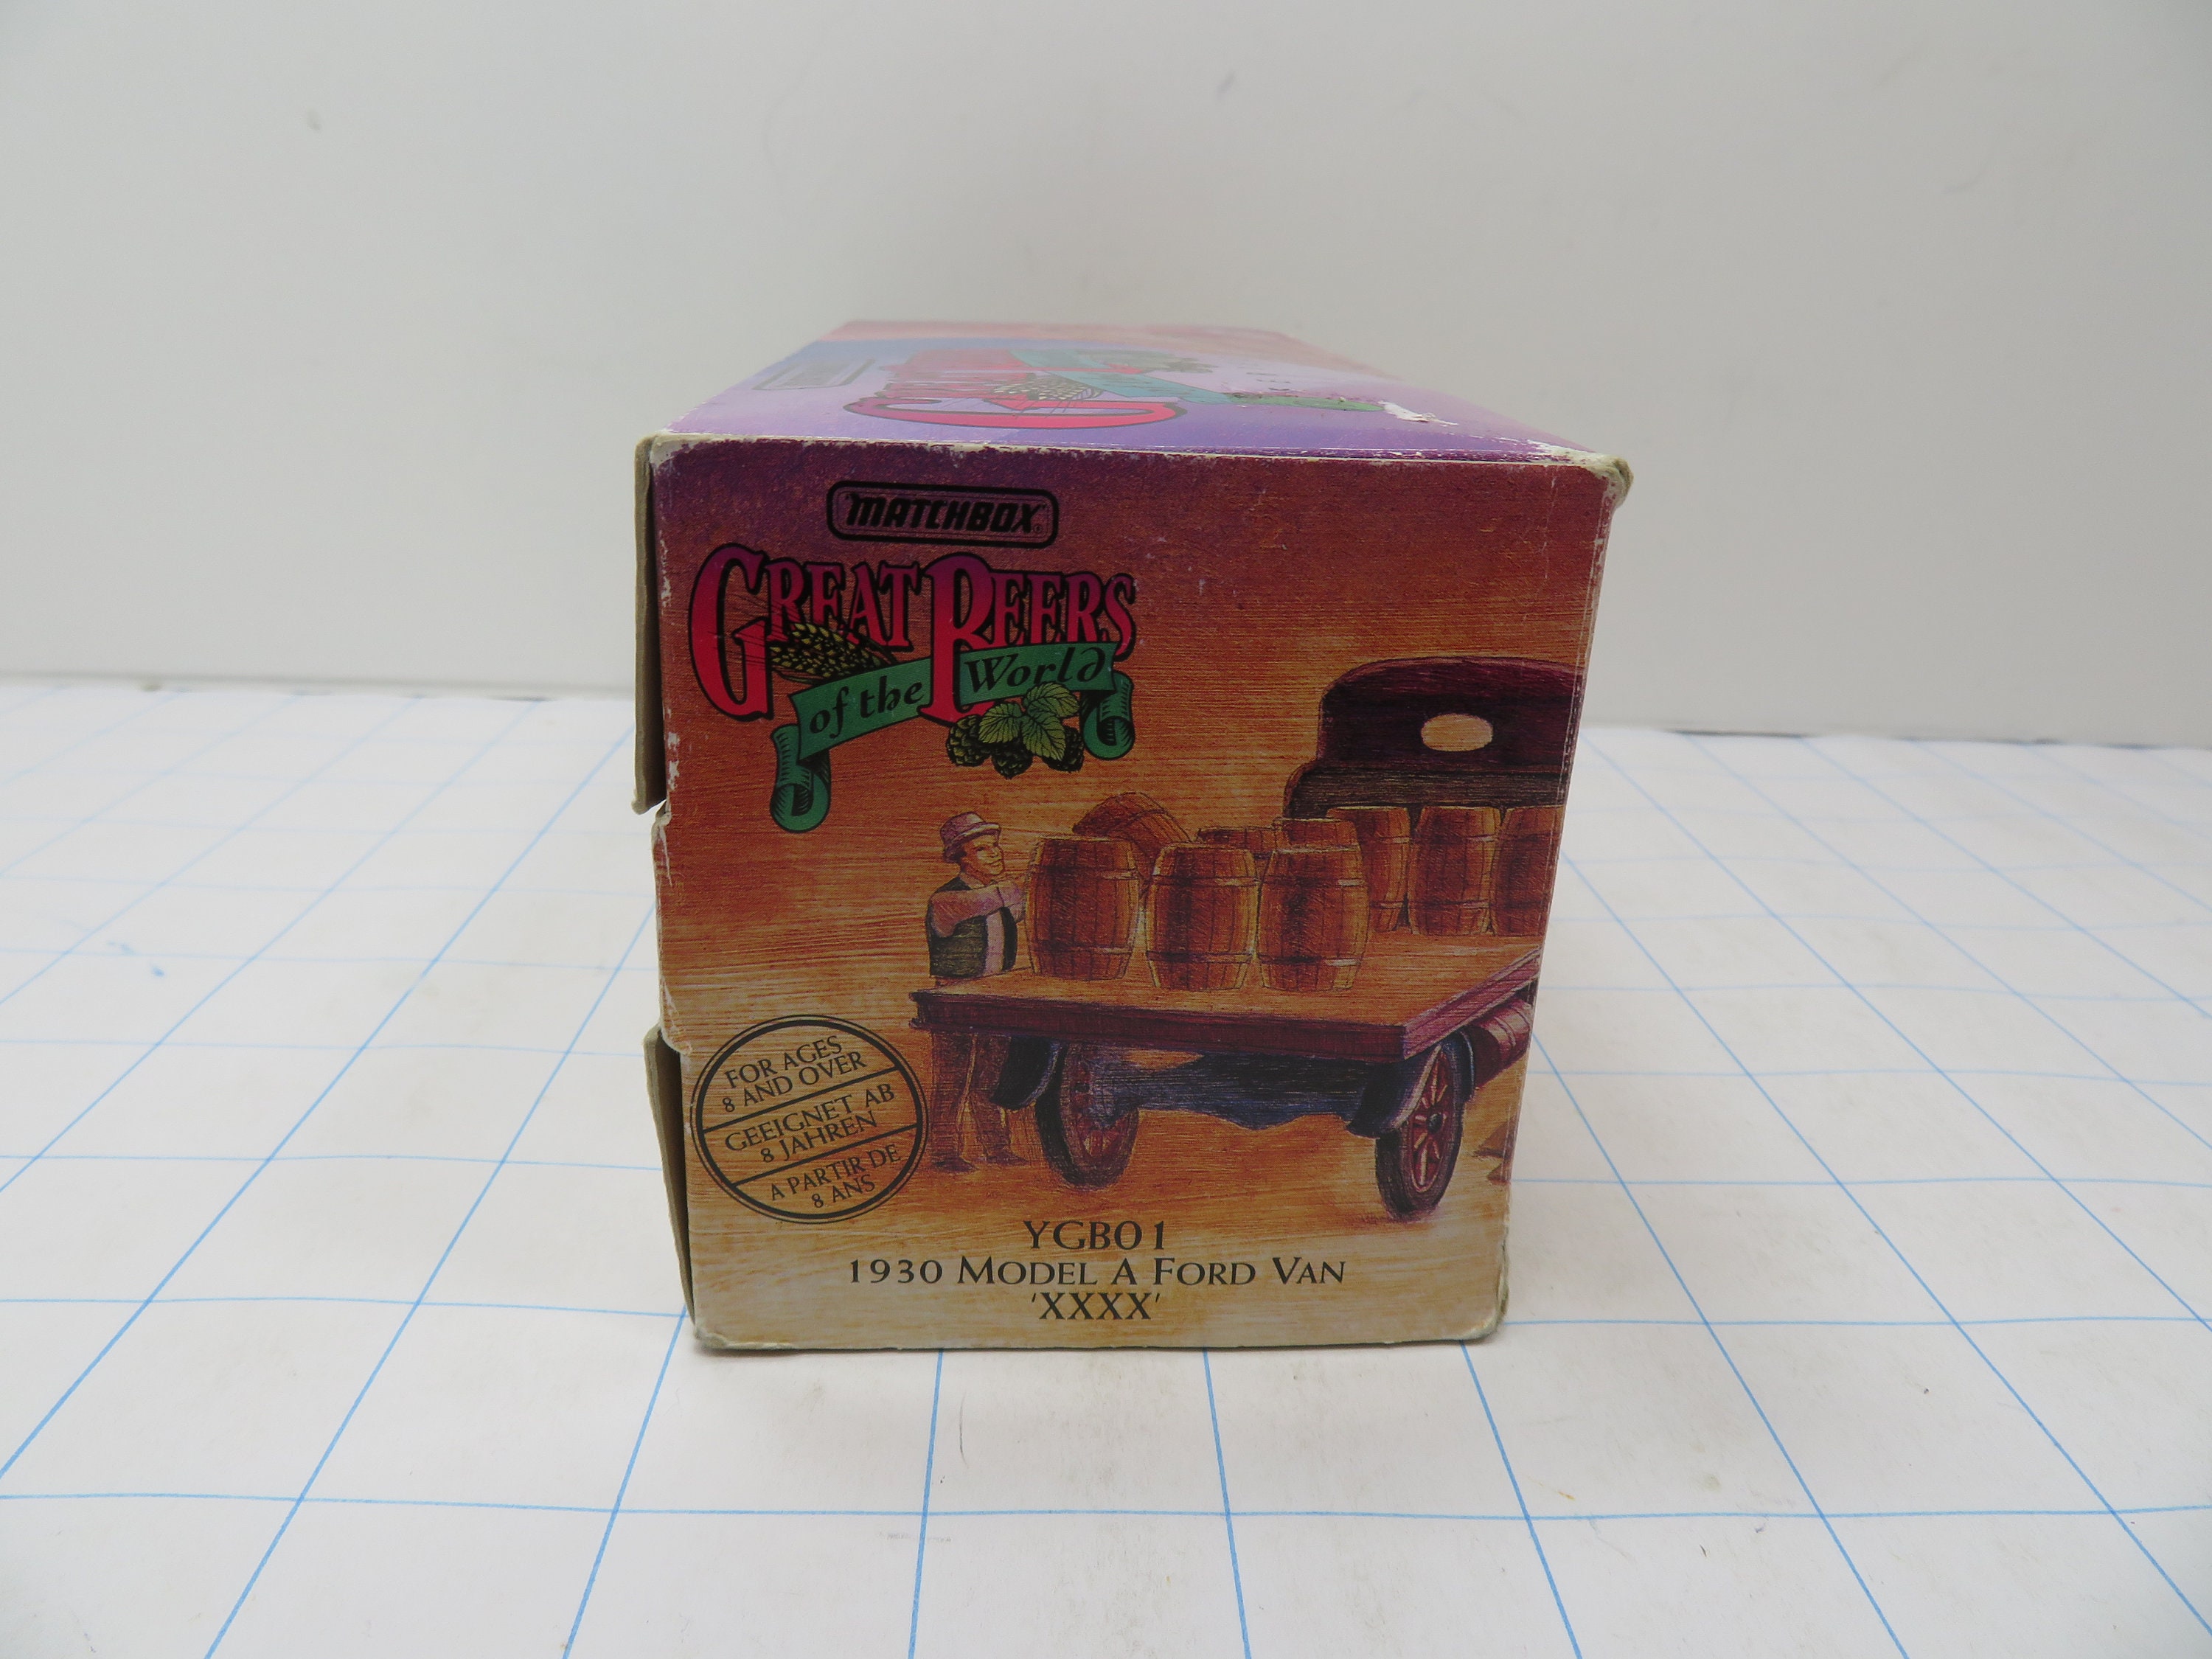 MATCHBOX®
GREAT BEERS
of the World
FOR AGES
8 AND OVER
GEEIGNET AB
8 JAHREN
A PARTIR DE
8 ANS
YGB01
1930 MODEL A FORD VAN
'XXXX'